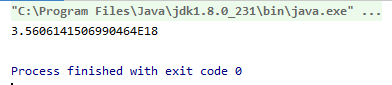 "C:\Program Files\Java\jdk1.8.0_231\bin\java.exe" ...
3.5606141506990464E18
Process finished with exit code 0